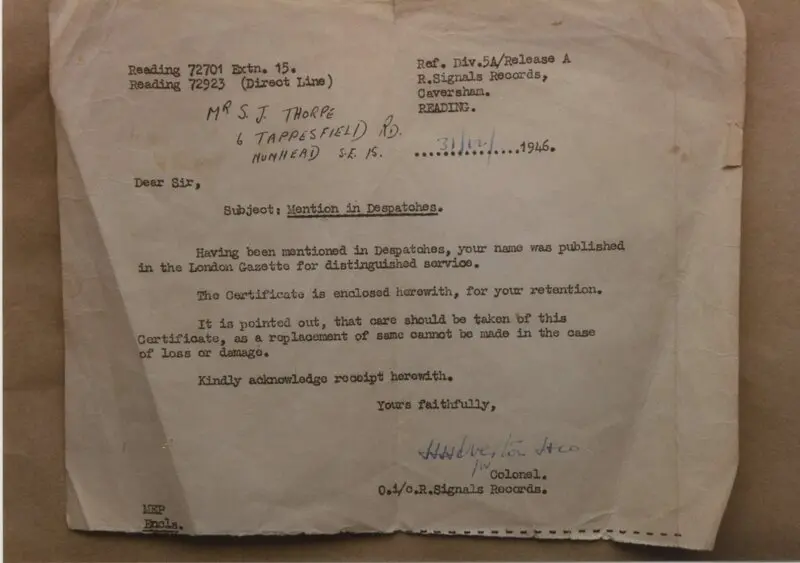 Reading 72701 Extn. 15.
Reading 72923 (Direct Line)
Ref. Div.5A/Release A
R.Signals Records,
Caversham.
READING.
MR S. J. THORPE
6 TAPPESFIELD RD.
NUNHEAD S.E. 15.
31/12/ 1946.
Dear Sir,
Subject: Mention in Despatches.
Having been mentioned in Despatches, your name was published
in the London Gazette for distinguished service.
The Certificate is enclosed herewith, for your retention.
It is pointed out, that care should be taken of this
Certificate, as a replacement of same cannot be made in the case
of loss or damage.
Kindly acknowledge receipt herewith.
Yours faithfully,
Colonel.
O.i/c.R.Signals Records.
MEP
Encls.